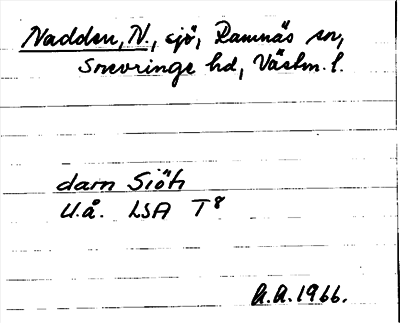 Nadden, N., sjö, Ramnäs sn,
Snevringe hd, Västm. l.
dam Siöh
U.å. LSA T8
A.A. 1966.